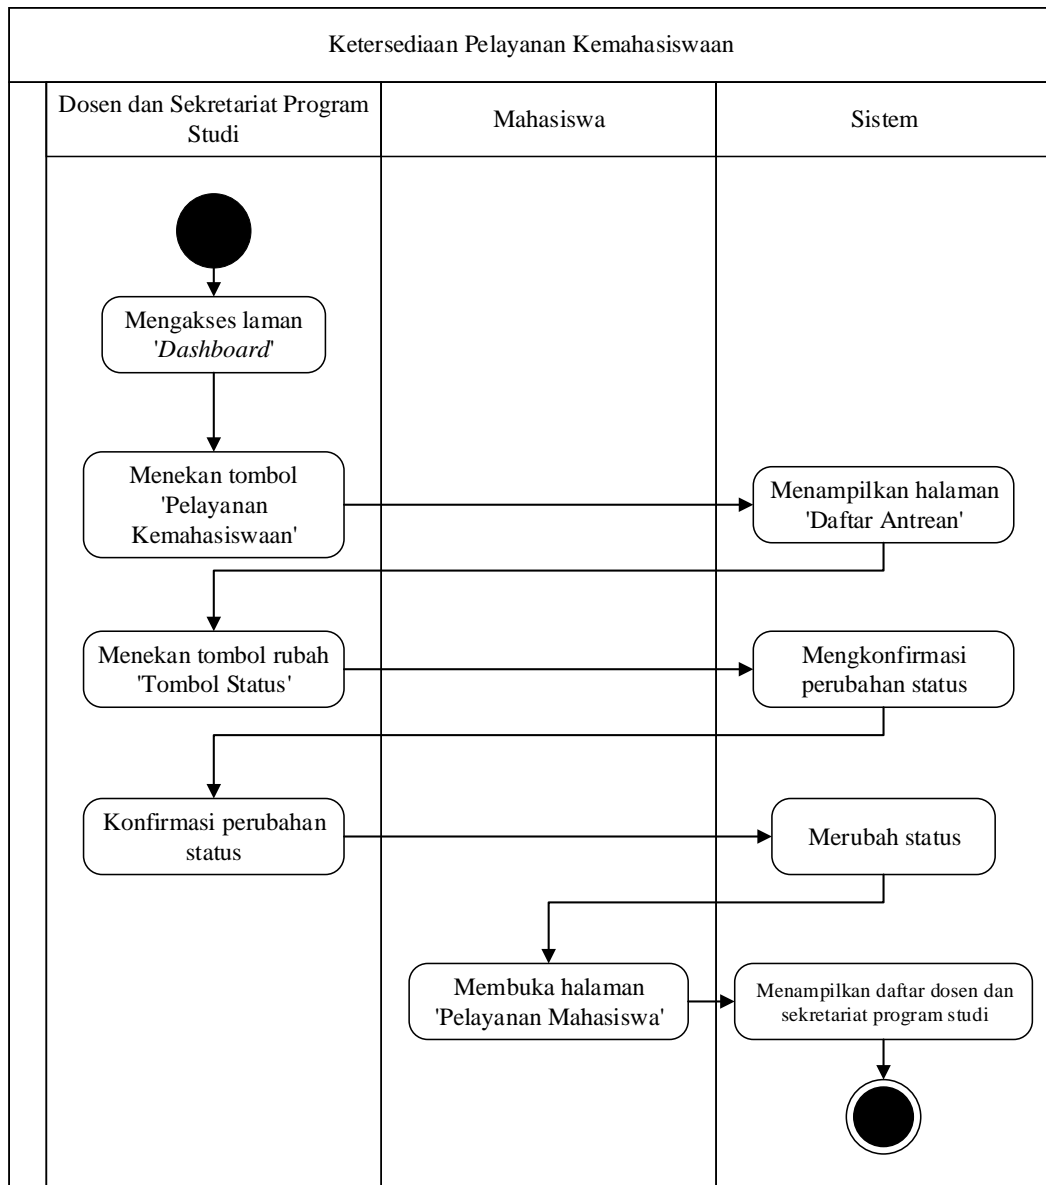 Ketersediaan Pelayanan Kemahasiswaan
Dosen dan Sekretariat Program
Studi
Mahasiswa
Sistem
Mengakses laman
'Dashboard'
Menekan tombol
'Pelayanan
Kemahasiswaan'
Menampilkan halaman
'Daftar Antrean'
Menekan tombol rubah
'Tombol Status'
Mengkonfirmasi
perubahan status
Konfirmasi perubahan
status
Merubah status
Membuka halaman
'Pelayanan Mahasiswa'
Menampilkan daftar dosen dan
sekretariat program studi